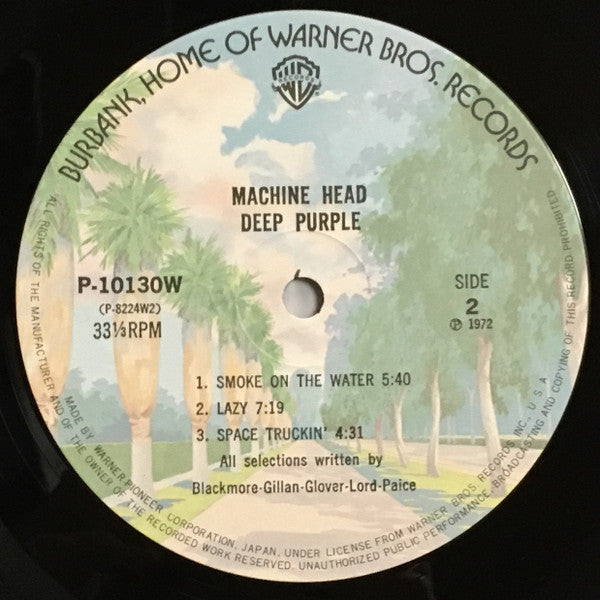 BURBANK, HOME OF WARNER BROS. RECORDS
WB
RECORDS
MACHINE HEAD
DEEP PURPLE
P-10130W
(P-8224W2)
33⅓RPM
SIDE
2
℗ 1972
1. SMOKE ON THE WATER 5:40
2. LAZY 7:19
3. SPACE TRUCKIN' 4:31
All selections written by
Blackmore-Gillan-Glover-Lord-Paice
MADE BY WARNER-PIONEER CORPORATION, JAPAN, UNDER LICENSE FROM WARNER BROS. RECORDS INC., U.S.A.
ALL RIGHTS OF THE MANUFACTURER AND OF THE OWNER OF THE RECORDED WORK RESERVED. UNAUTHORIZED PUBLIC PERFORMANCE, BROADCASTING AND COPYING OF THIS RECORD PROHIBITED